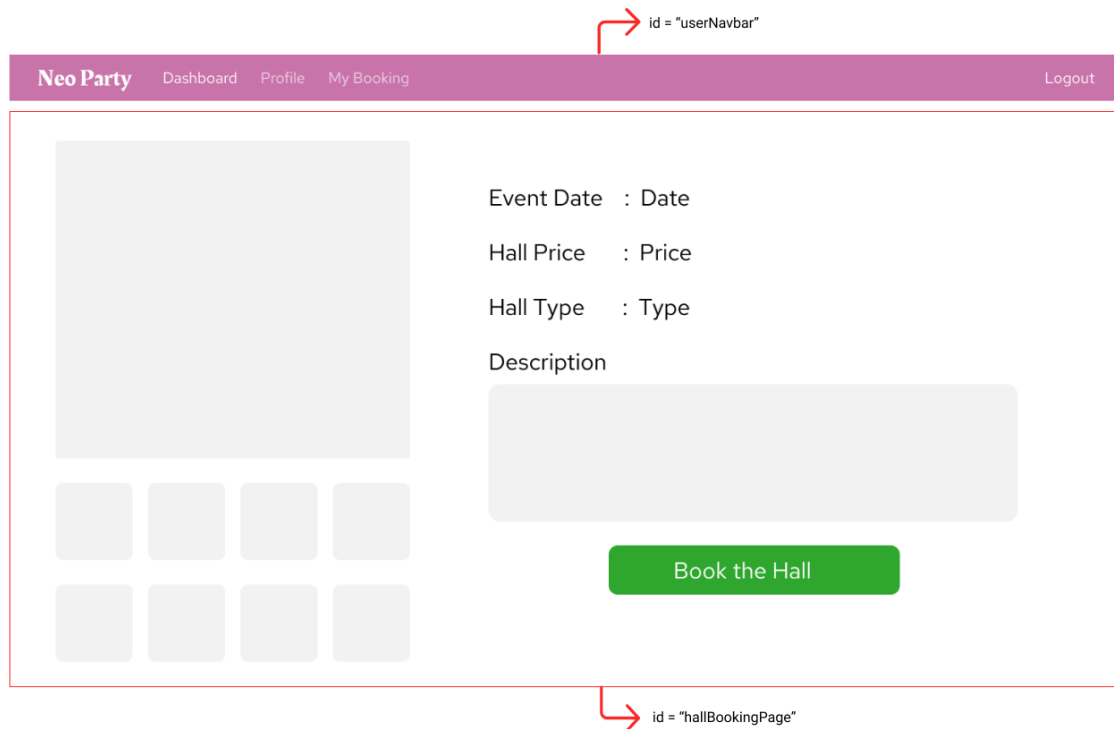 id = “userNavbar”
Neo Party Dashboard Profile My Booking Logout
Event Date : Date
Hall Price : Price
Hall Type : Type
Description
Book the Hall
id = “hallBookingPage”